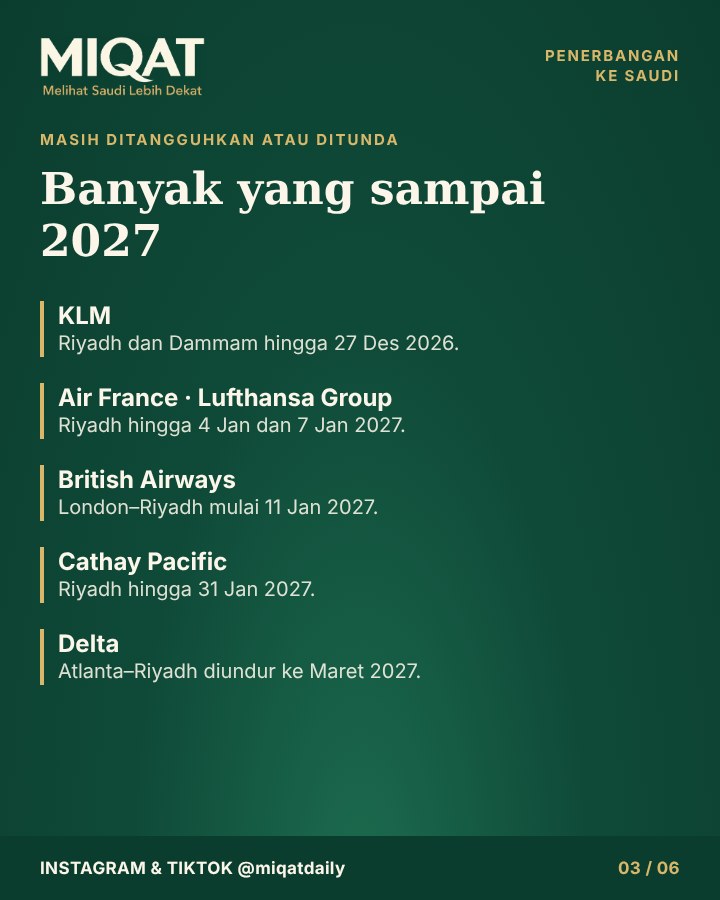 MIQAT
Melihat Saudi Lebih Dekat
PENERBANGAN
KE SAUDI
MASIH DITANGGUHKAN ATAU DITUNDA
Banyak yang sampai
2027
KLM
Riyadh dan Dammam hingga 27 Des 2026.
Air France · Lufthansa Group
Riyadh hingga 4 Jan dan 7 Jan 2027.
British Airways
London–Riyadh mulai 11 Jan 2027.
Cathay Pacific
Riyadh hingga 31 Jan 2027.
Delta
Atlanta–Riyadh diundur ke Maret 2027.
INSTAGRAM & TIKTOK @miqatdaily
03 / 06